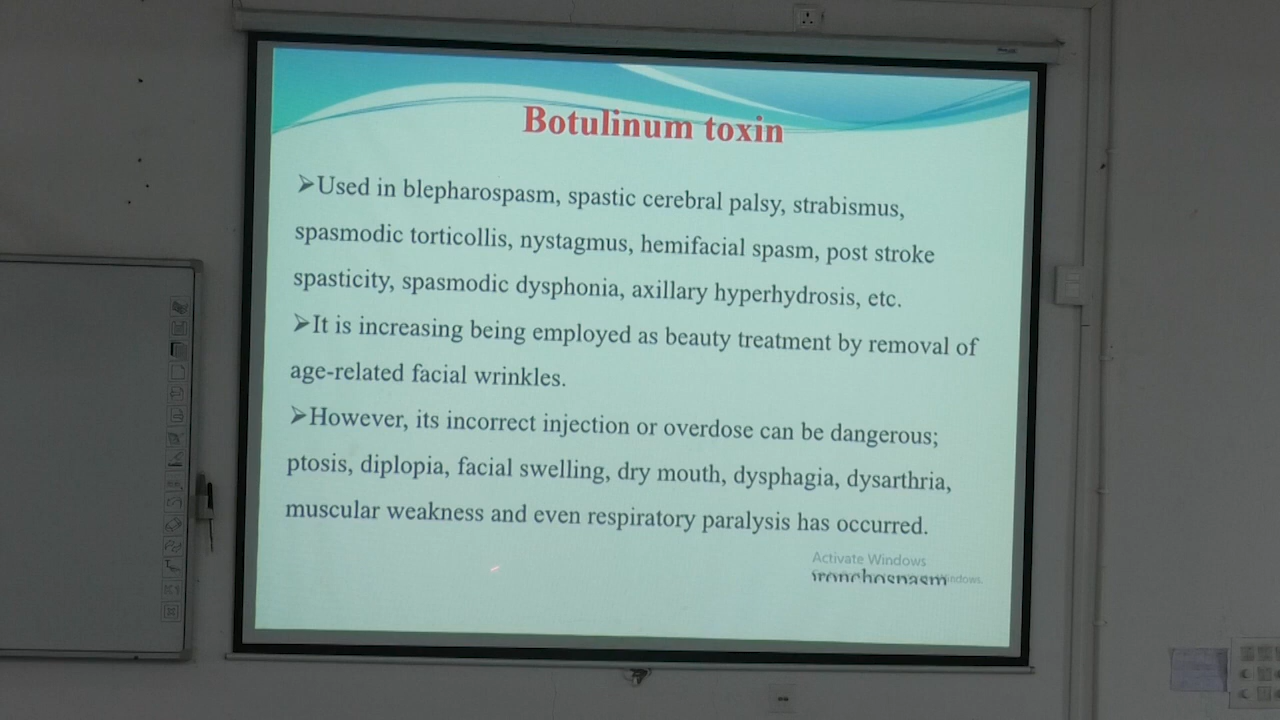 Botulinum toxin
➢Used in blepharospasm, spastic cerebral palsy, strabismus,
spasmodic torticollis, nystagmus, hemifacial spasm, post stroke
spasticity, spasmodic dysphonia, axillary hyperhydrosis, etc.
➢It is increasing being employed as beauty treatment by removal of
age-related facial wrinkles.
➢However, its incorrect injection or overdose can be dangerous;
ptosis, diplopia, facial swelling, dry mouth, dysphagia, dysarthria,
muscular weakness and even respiratory paralysis has occurred.
Activate Windows